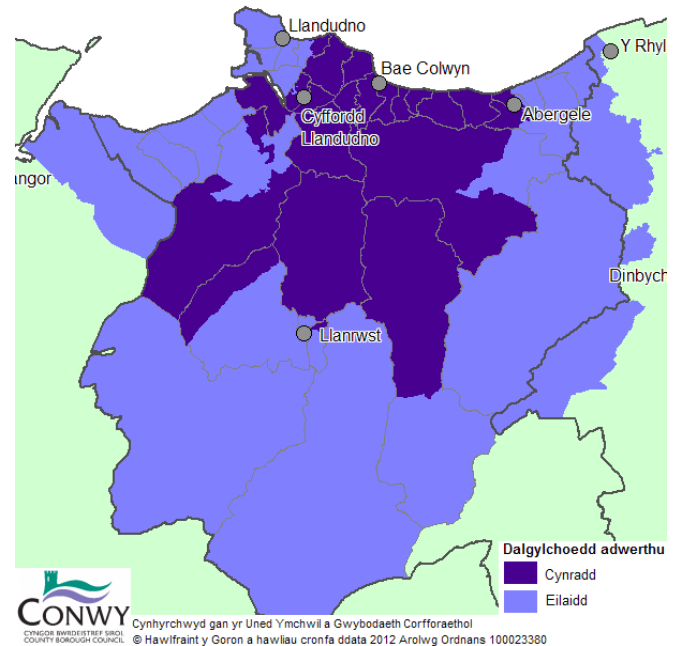 Llandudno
Y Rhyl
Bae Colwyn
Abergele
Cyffordd
Llandudno
angor
Dinbych
Llanrwst
Dalgylchoedd adwerthu
Cynradd
Eilaidd
CONWY
CYNGOR BWRDEISTREF SIROL
COUNTY BOROUGH COUNCIL
Cynhyrchwyd gan yr Uned Ymchwil a Gwybodaeth Corfforaethol
© Hawlfraint y Goron a hawliau cronfa ddata 2012 Arolwg Ordnans 100023380